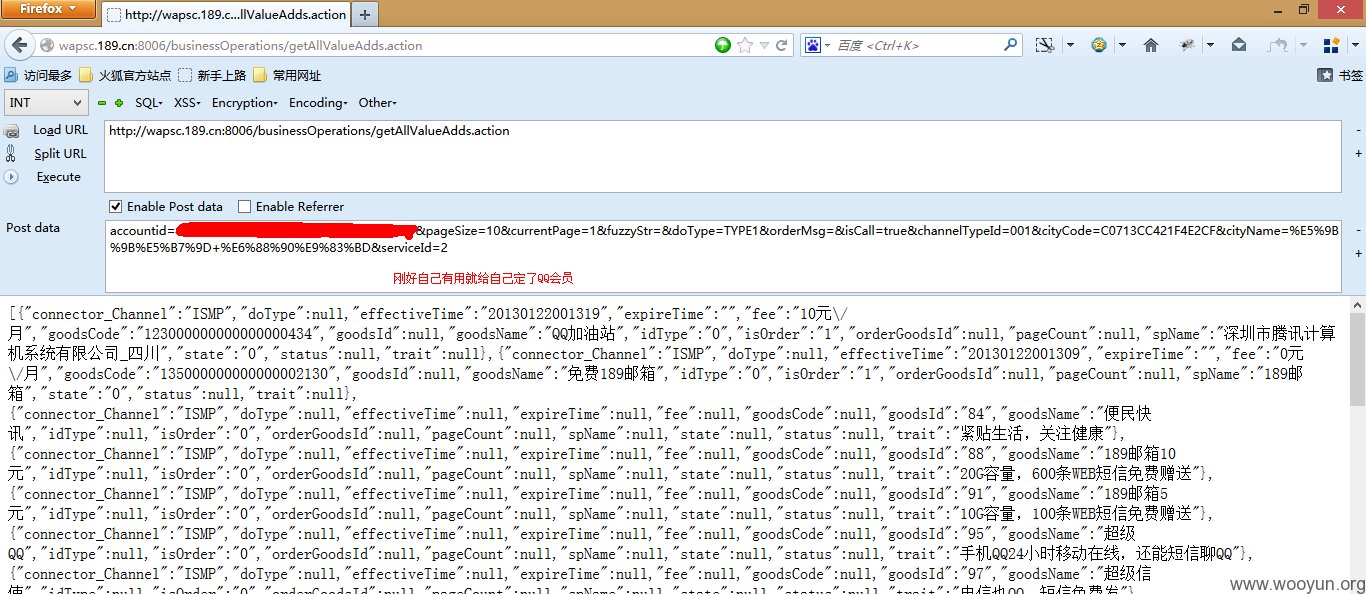 Firefox
http://wapsc.189.c...llValueAdds.action
wapsc.189.cn:8006/businessOperations/getAllValueAdds.action
百度 <Ctrl+K>
访问最多 火狐官方站点 新手上路 常用网址 书签
INT SQL- XSS- Encryption- Encoding- Other-
Load URL
http://wapsc.189.cn:8006/businessOperations/getAllValueAdds.action
Split URL
Execute
Enable Post data Enable Referrer
Post data
accountid= &pageSize=10&currentPage=1&fuzzyStr=&doType=TYPE1&orderMsg=&isCall=true&channelTypeId=001&cityCode=C0713CC421F4E2CF&cityName=%E5%9B
%9B%E5%B7%9D+%E6%88%90%E9%83%BD&serviceId=2
刚好自己有用就给自己定了QQ会员
[{"connector_Channel":"ISMP","doType":null,"effectiveTime":"20130122001319","expireTime":"","fee":"10元\/
月","goodsCode":"123000000000000000434","goodsId":null,"goodsName":"QQ加油站","idType":"0","isOrder":"1","orderGoodsId":null,"pageCount":null,"spName":"深圳市腾讯计算
机系统有限公司_四川","state":"0","status":null,"trait":null},{"connector_Channel":"ISMP","doType":null,"effectiveTime":"20130122001309","expireTime":"","fee":"0元
\/月","goodsCode":"135000000000000002130","goodsId":null,"goodsName":"免费189邮箱","idType":"0","isOrder":"1","orderGoodsId":null,"pageCount":null,"spName":"189邮
箱","state":"0","status":null,"trait":null},
{"connector_Channel":"ISMP","doType":null,"effectiveTime":null,"expireTime":null,"fee":null,"goodsCode":null,"goodsId":"84","goodsName":"便民快
讯","idType":null,"isOrder":"0","orderGoodsId":null,"pageCount":null,"spName":null,"state":null,"status":null,"trait":"紧贴生活，关注健康"},
{"connector_Channel":"ISMP","doType":null,"effectiveTime":null,"expireTime":null,"fee":null,"goodsCode":null,"goodsId":"88","goodsName":"189邮箱10
元","idType":null,"isOrder":"0","orderGoodsId":null,"pageCount":null,"spName":null,"state":null,"status":null,"trait":"20G容量，600条WEB短信免费赠送"},
{"connector_Channel":"ISMP","doType":null,"effectiveTime":null,"expireTime":null,"fee":null,"goodsCode":null,"goodsId":"91","goodsName":"189邮箱5
元","idType":null,"isOrder":"0","orderGoodsId":null,"pageCount":null,"spName":null,"state":null,"status":null,"trait":"10G容量，100条WEB短信免费赠送"},
{"connector_Channel":"ISMP","doType":null,"effectiveTime":null,"expireTime":null,"fee":null,"goodsCode":null,"goodsId":"95","goodsName":"超级
QQ","idType":null,"isOrder":"0","orderGoodsId":null,"pageCount":null,"spName":null,"state":null,"status":null,"trait":"手机QQ24小时移动在线，还能短信聊QQ"},
{"connector_Channel":"ISMP","doType":null,"effectiveTime":null,"expireTime":null,"fee":null,"goodsCode":null,"goodsId":"97","goodsName":"超级信
使","idType":null,"isOrder":"0","orderGoodsId":null,"pageCount":null,"spName":null,"state":null,"status":null,"trait":"
www.wooyun.org